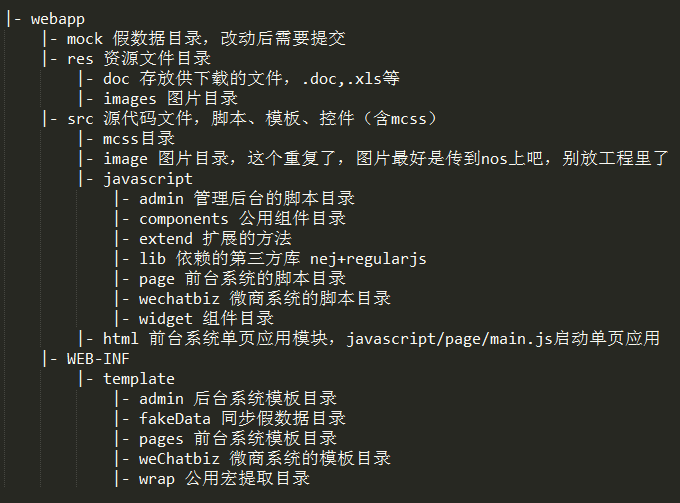 |- webapp
|- mock 假数据目录，改动后需要提交
|- res 资源文件目录
|- doc 存放供下载的文件，.doc,.xls等
|- images 图片目录
|- src 源代码文件，脚本、模板、控件（含mcss）
|- mcss目录
|- image 图片目录，这个重复了，图片最好是传到nos上吧，别放工程里了
|- javascript
|- admin 管理后台的脚本目录
|- components 公用组件目录
|- extend 扩展的方法
|- lib 依赖的第三方库 nej+regularjs
|- page 前台系统的脚本目录
|- wechatbiz 微商系统的脚本目录
|- widget 组件目录
|- html 前台系统单页应用模块，javascript/page/main.js启动单页应用
|- WEB-INF
|- template
|- admin 后台系统模板目录
|- fakeData 同步假数据目录
|- pages 前台系统模板目录
|- weChatbiz 微商系统的模板目录
|- wrap 公用宏提取目录